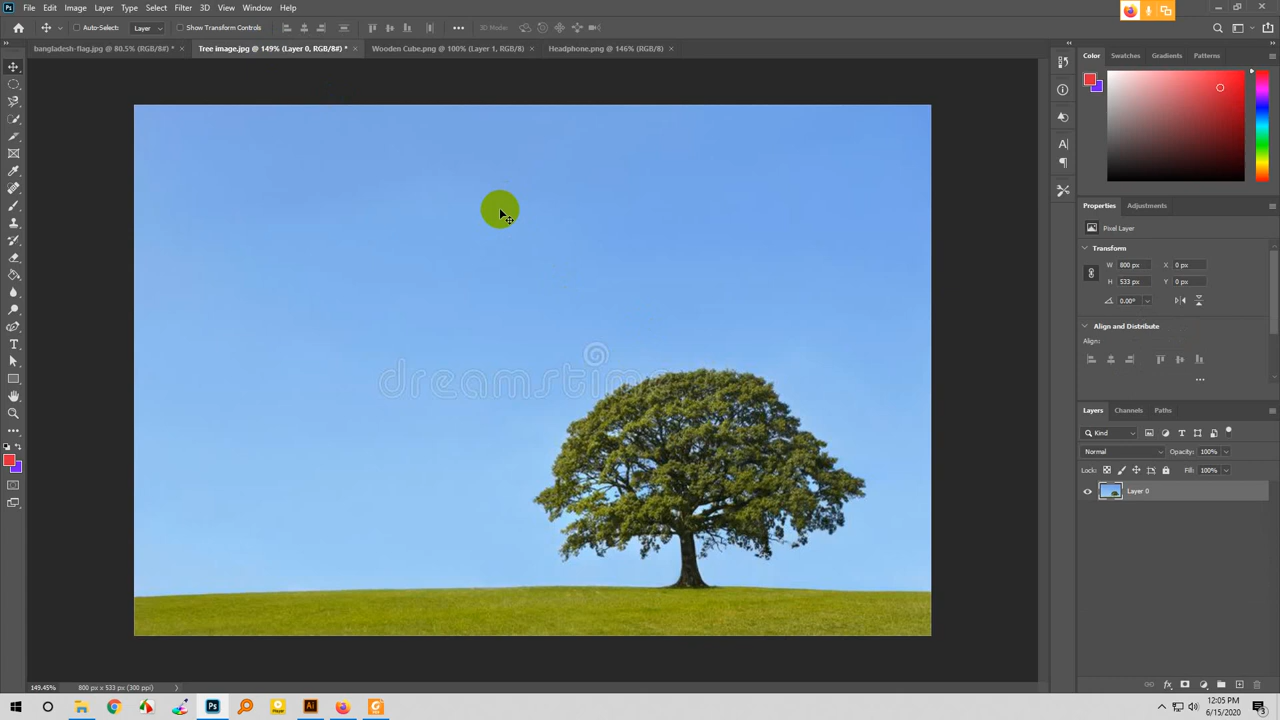 File Edit Image Layer Type Select Filter 3D View Window Help
Auto-Select: Layer Show Transform Controls 3D Mode:
bangladesh-flag.jpg @ 80.5% (RGB/8#) * × Tree image.jpg @ 149% (Layer 0, RGB/8#) * × Wooden Cube.png @ 100% (Layer 1, RGB/8) × Headphone.png @ 146% (RGB/8) ×
Color Swatches Gradients Patterns
Properties Adjustments
Pixel Layer
Transform
W 800 px X 0 px
H 533 px Y 0 px
0.00°
Align and Distribute
Align:
dreamstime
Layers Channels Paths
Kind
Normal Opacity: 100%
Lock: Fill: 100%
Layer 0
149.45% 800 px x 533 px (300 ppi)
Ps Ai
12:05 PM
6/15/2020